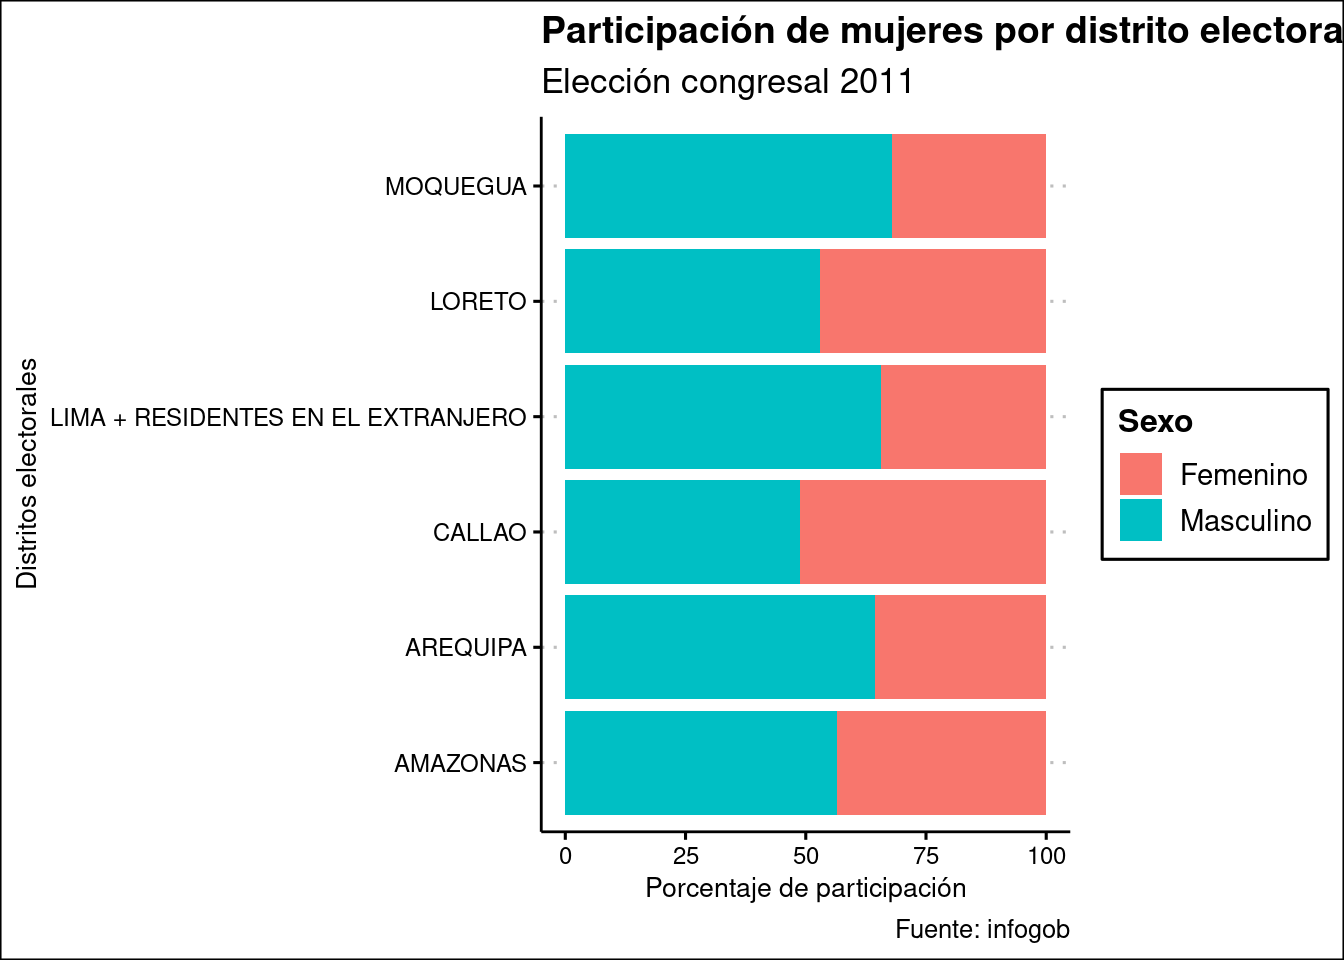 Participación de mujeres por distrito electora
Elección congresal 2011
Distritos electorales
MOQUEGUA
LORETO
LIMA + RESIDENTES EN EL EXTRANJERO
CALLAO
AREQUIPA
AMAZONAS
0 25 50 75 100
Porcentaje de participación
Fuente: infogob
Sexo
Femenino
Masculino